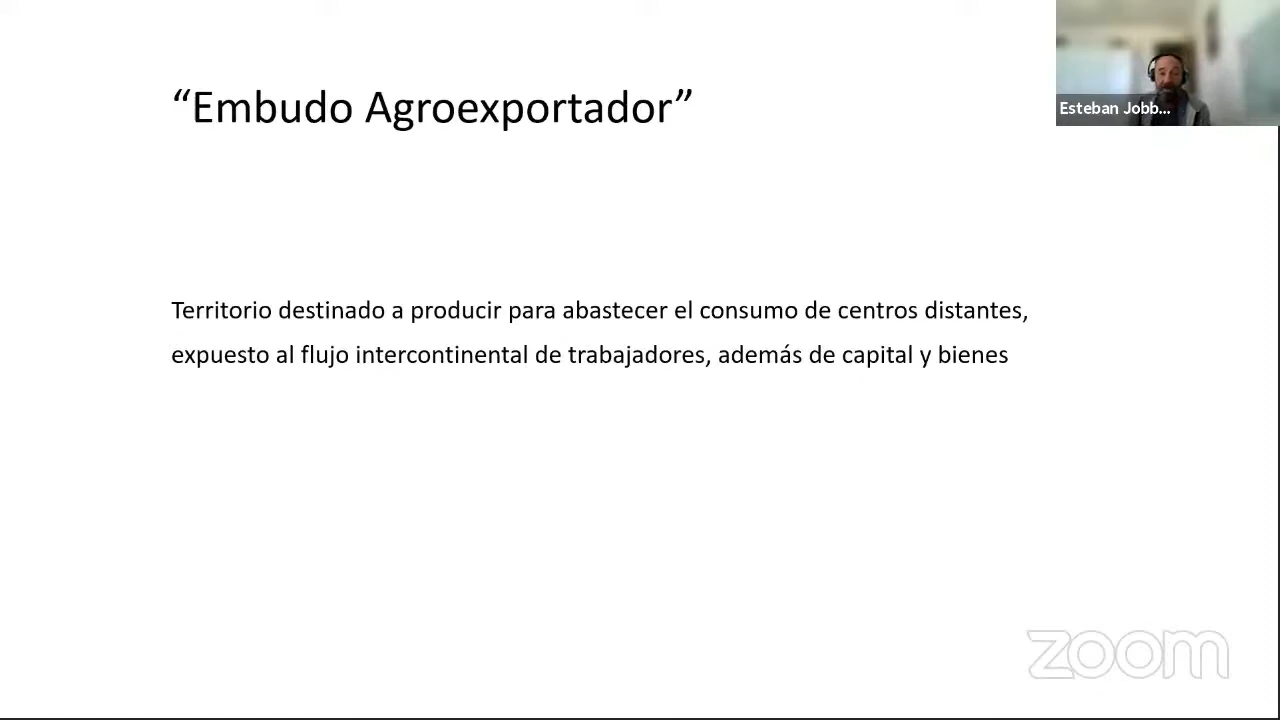 “Embudo Agroexportador”
Esteban Jobb...
Territorio destinado a producir para abastecer el consumo de centros distantes,
expuesto al flujo intercontinental de trabajadores, además de capital y bienes
zoom